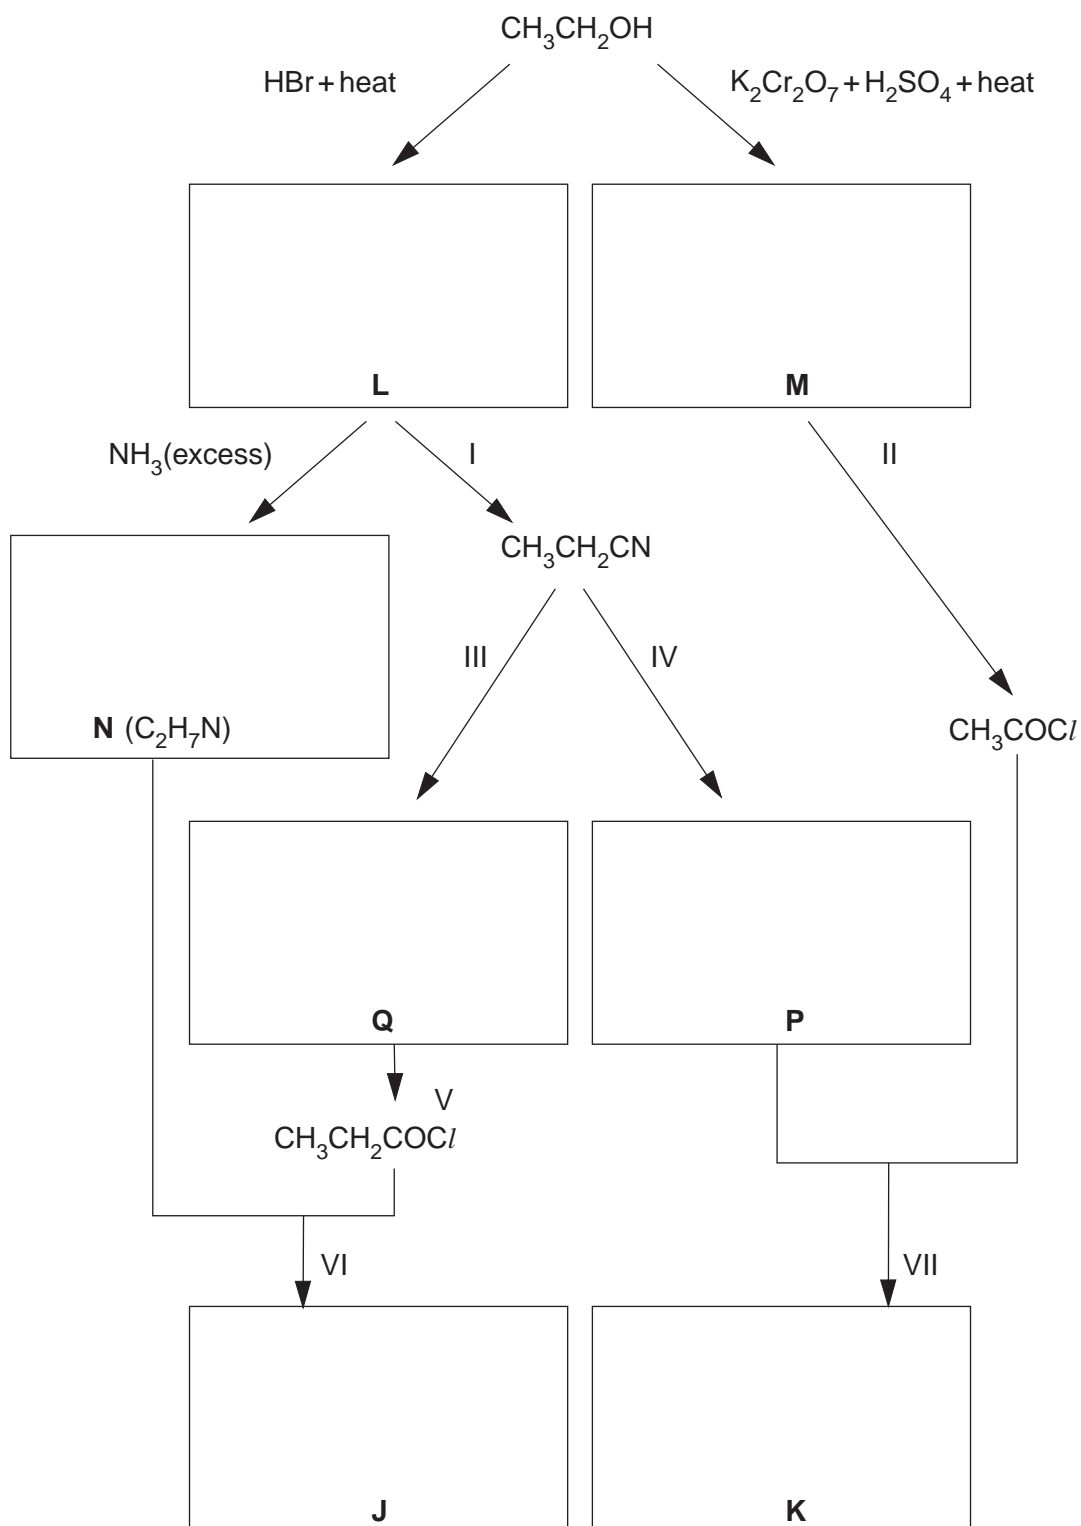 CH₃CH₂OH
HBr + heat
K₂Cr₂O₇ + H₂SO₄ + heat
L
M
NH₃(excess)
I
II
CH₃CH₂CN
III
IV
N (C₂H₇N)
CH₃COCl
Q
P
V
CH₃CH₂COCl
VI
VII
J
K